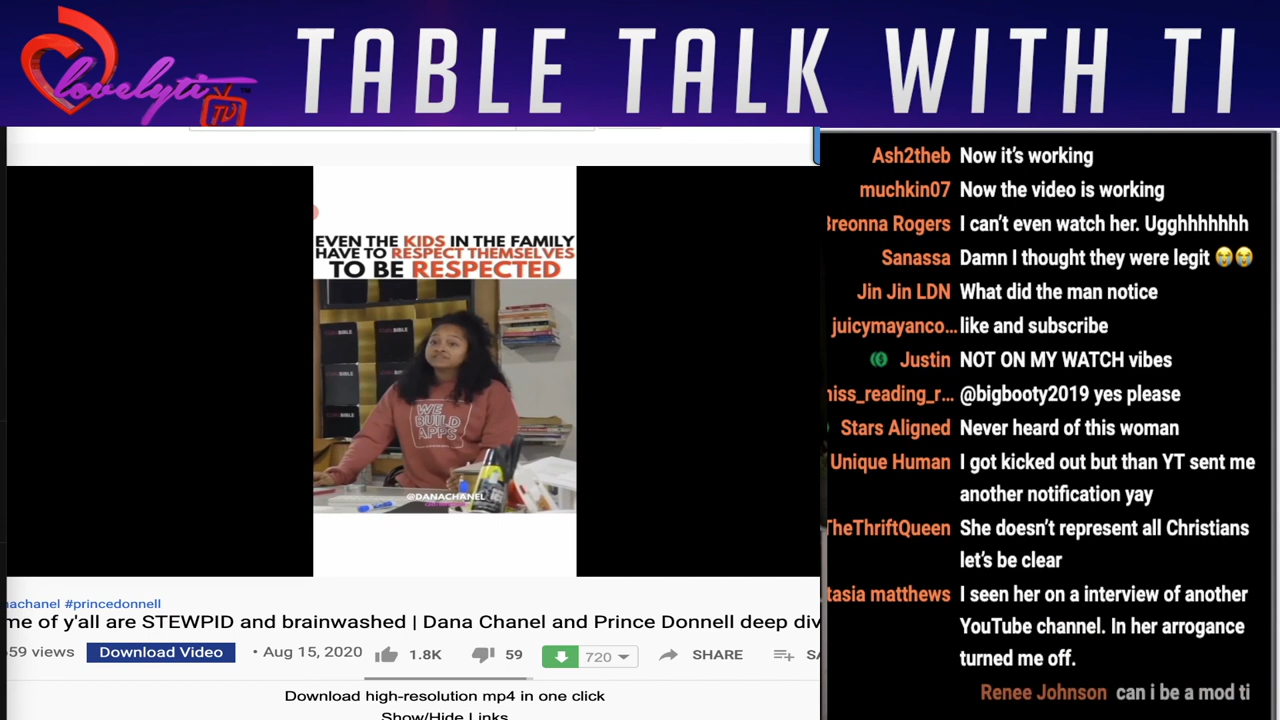 lovelyti TV™
TABLE TALK WITH TI
EVEN THE KIDS IN THE FAMILY
HAVE TO RESPECT THEMSELVES
TO BE RESPECTED
BIBLE
BIBLE
WE
BUILD
APPS
@DANACHANEL
nachanel #princedonnell
me of y'all are STEWPID and brainwashed | Dana Chanel and Prince Donnell deep div
59 views Download Video • Aug 15, 2020 1.8K 59 720 SHARE SA
Download high-resolution mp4 in one click
Show/Hide Links
Ash2theb Now it's working
muchkin07 Now the video is working
Breonna Rogers I can't even watch her. Ugghhhhhhh
Sanassa Damn I thought they were legit 😭😭
Jin Jin LDN What did the man notice
juicymayanco... like and subscribe
Justin NOT ON MY WATCH vibes
niss_reading_r... @bigbooty2019 yes please
Stars Aligned Never heard of this woman
Unique Human I got kicked out but than YT sent me
another notification yay
TheThriftQueen She doesn't represent all Christians
let's be clear
tasia matthews I seen her on a interview of another
YouTube channel. In her arrogance
turned me off.
Renee Johnson can i be a mod ti